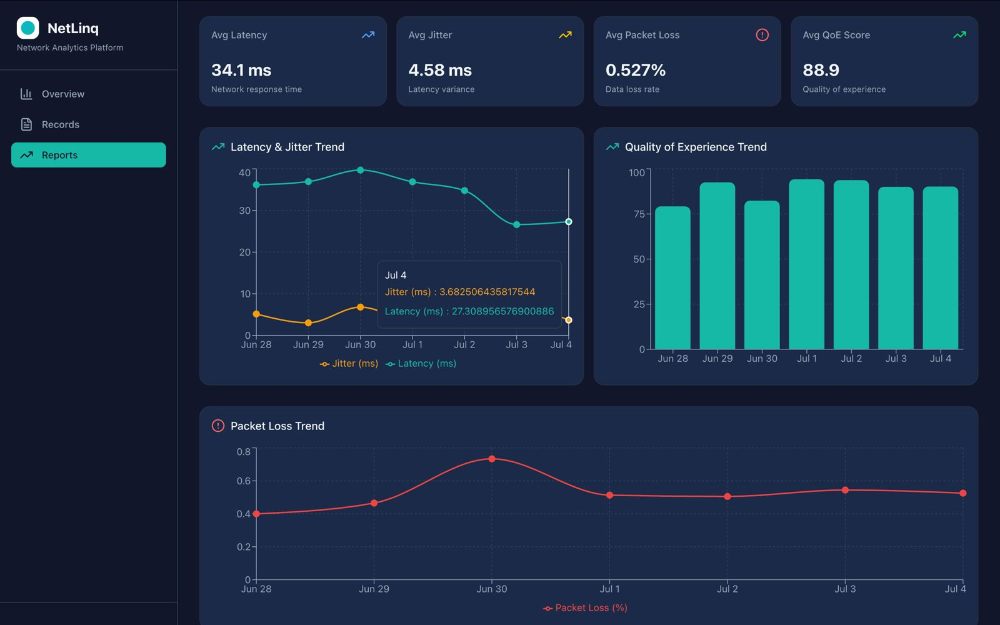 NetLinq
Network Analytics Platform
Overview
Records
Reports
Avg Latency
34.1 ms
Network response time
Avg Jitter
4.58 ms
Latency variance
Avg Packet Loss
0.527%
Data loss rate
Avg QoE Score
88.9
Quality of experience
Latency & Jitter Trend
40
30
20
10
0
Jun 28 Jun 29 Jun 30 Jul 1 Jul 2 Jul 3 Jul 4
Jul 4
Jitter (ms) : 3.682506435817544
Latency (ms) : 27.308956576900886
Jitter (ms) Latency (ms)
Quality of Experience Trend
100
75
50
25
0
Jun 28 Jun 29 Jun 30 Jul 1 Jul 2 Jul 3 Jul 4
Packet Loss Trend
0.8
0.6
0.4
0.2
0
Jun 28 Jun 29 Jun 30 Jul 1 Jul 2 Jul 3 Jul 4
Packet Loss (%)